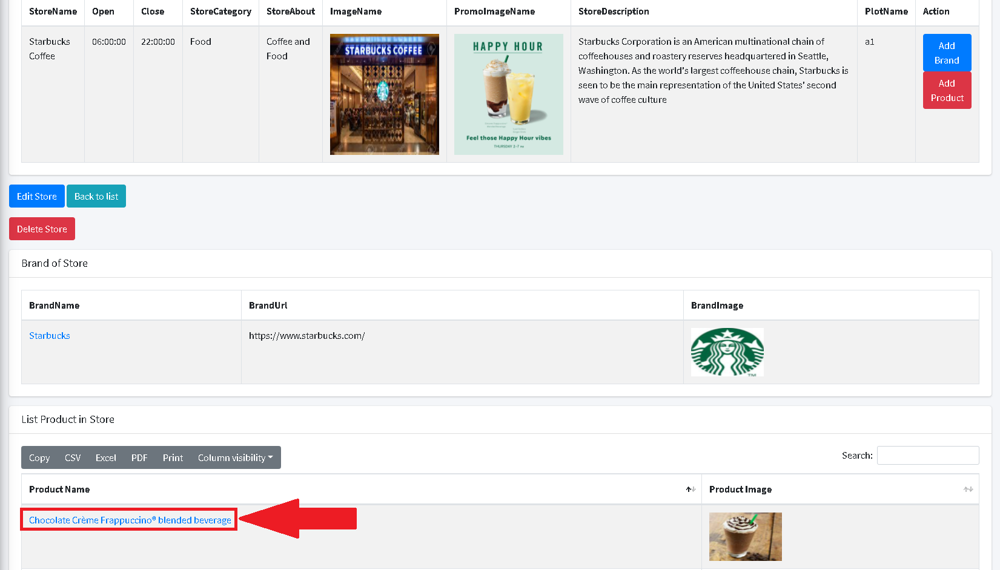 StoreName Open Close StoreCategory StoreAbout ImageName PromoImageName StoreDescription PlotName Action
Starbucks
Coffee
06:00:00
22:00:00
Food
Coffee and
Food
STARBUCKS COFFEE
HAPPY HOUR
Feel those Happy Hour vibes
THURSDAY 2-7 PM
Starbucks Corporation is an American multinational chain of
coffeehouses and roastery reserves headquartered in Seattle,
Washington. As the world's largest coffeehouse chain, Starbucks is
seen to be the main representation of the United States' second
wave of coffee culture
a1
Add
Brand
Add
Product
Edit Store Back to list
Delete Store
Brand of Store
BrandName BrandUrl BrandImage
Starbucks https://www.starbucks.com/
TM
List Product in Store
Copy CSV Excel PDF Print Column visibility
Search:
Product Name Product Image
Chocolate Crème Frappuccino® blended beverage